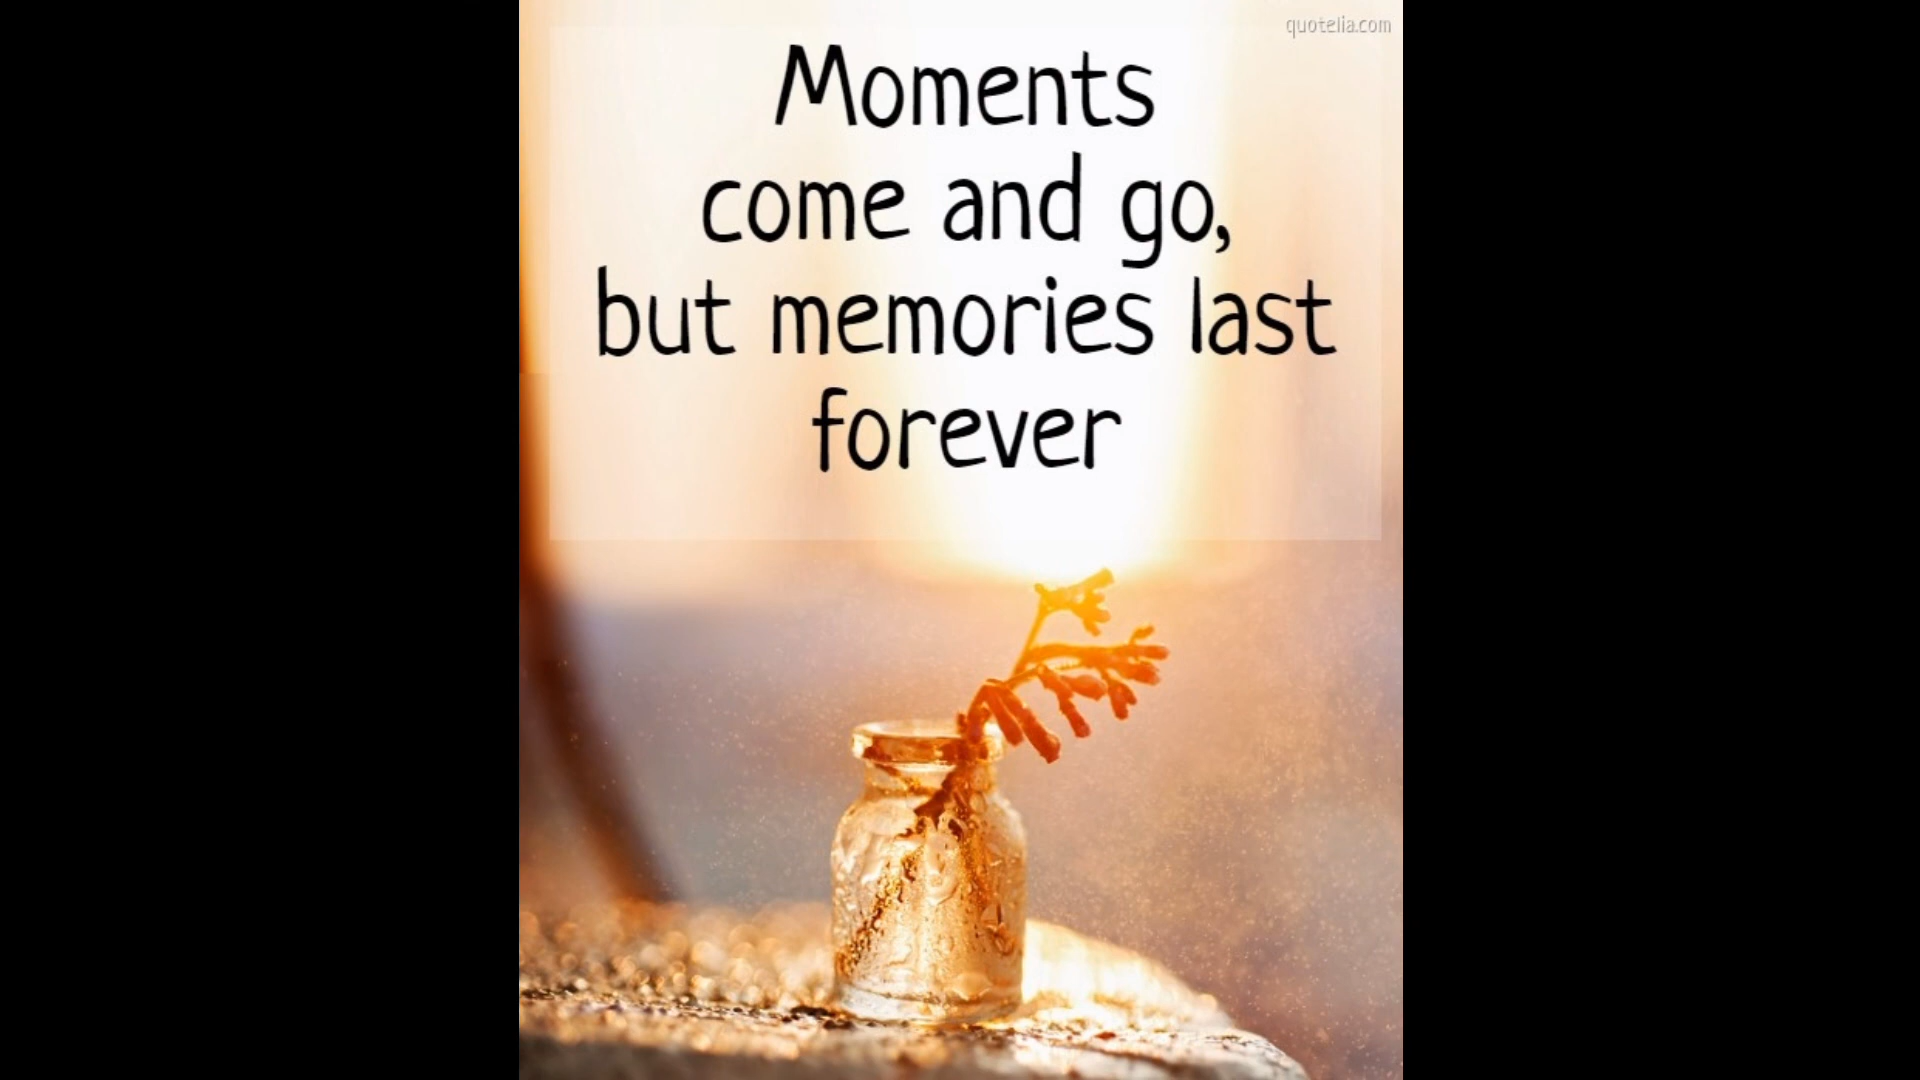 quotelia.com
Moments
come and go,
but memories last
forever